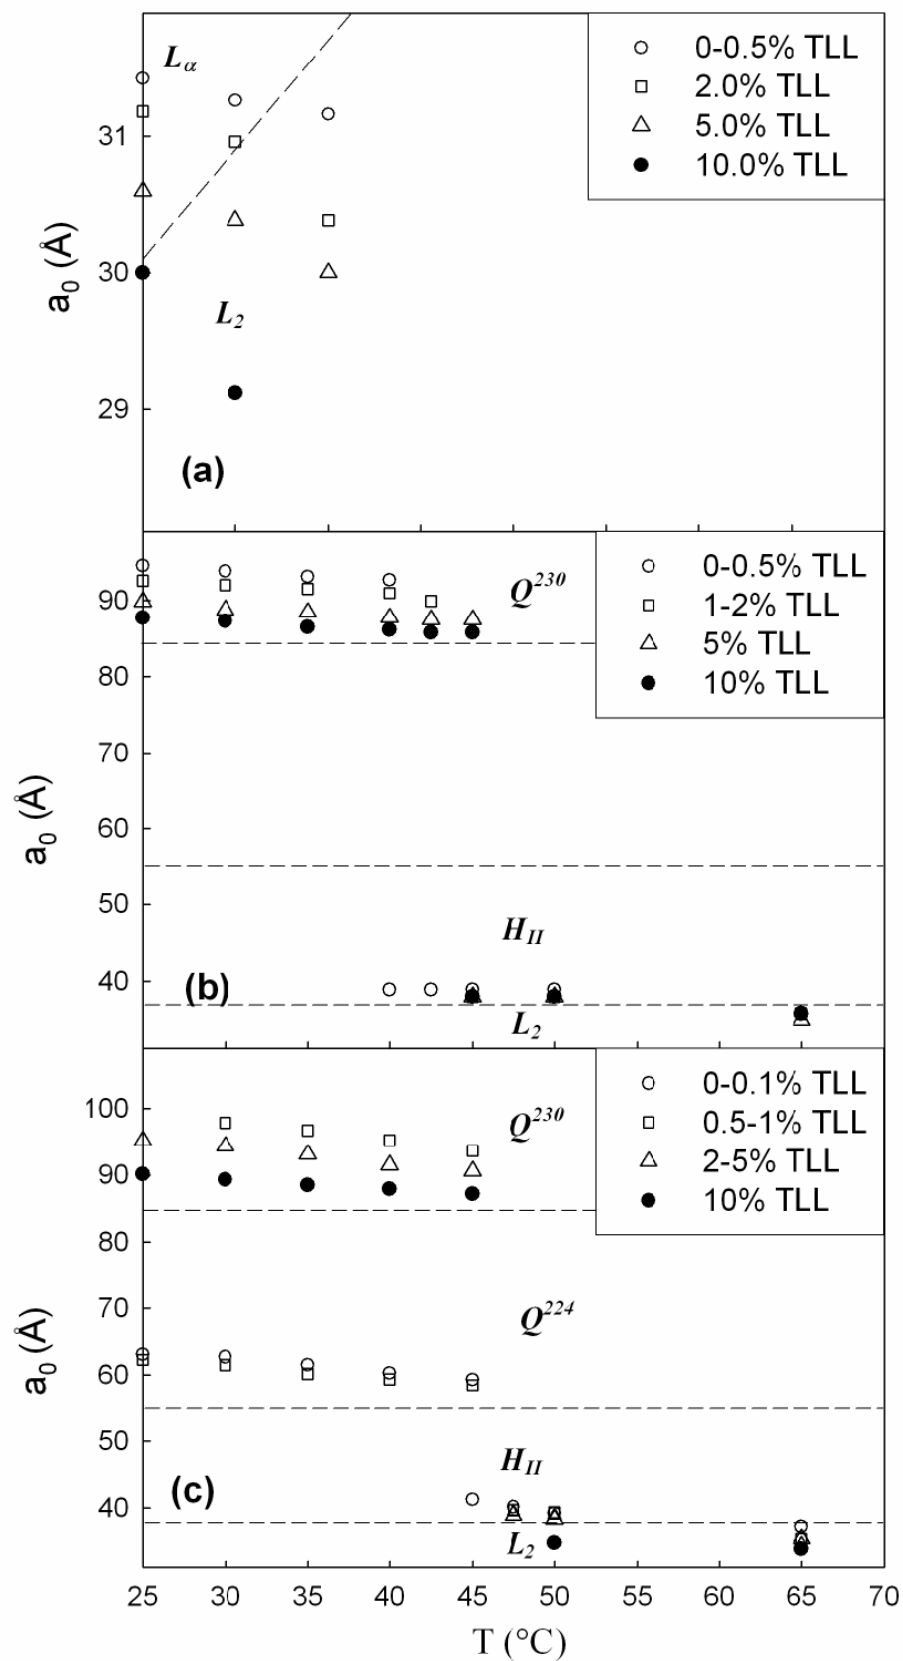 Lα
0-0.5% TLL
2.0% TLL
5.0% TLL
10.0% TLL
31
30
29
a0 (Å)
L2
(a)
0-0.5% TLL
1-2% TLL
5% TLL
10% TLL
Q230
90
80
70
60
50
40
a0 (Å)
HII
(b)
L2
0-0.1% TLL
0.5-1% TLL
2-5% TLL
10% TLL
Q230
100
90
80
70
60
50
40
a0 (Å)
Q224
HII
(c)
L2
25 30 35 40 45 50 55 60 65 70
T (°C)